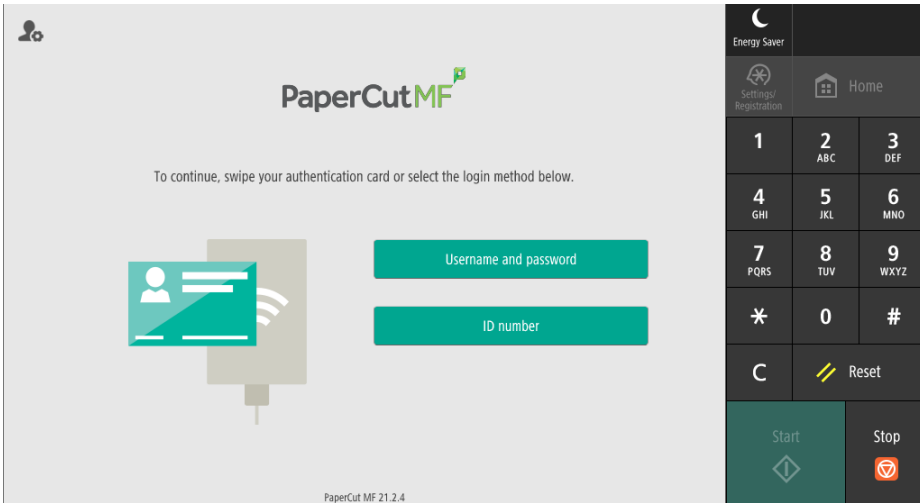 PaperCutMF
To continue, swipe your authentication card or select the login method below.
Username and password
ID number
PaperCut MF 21.2.4
Energy Saver
Settings/
Registration
Home
1
2
ABC
3
DEF
4
GHI
5
JKL
6
MNO
7
PQRS
8
TUV
9
WXYZ
*
0
#
C
Reset
Start
Stop